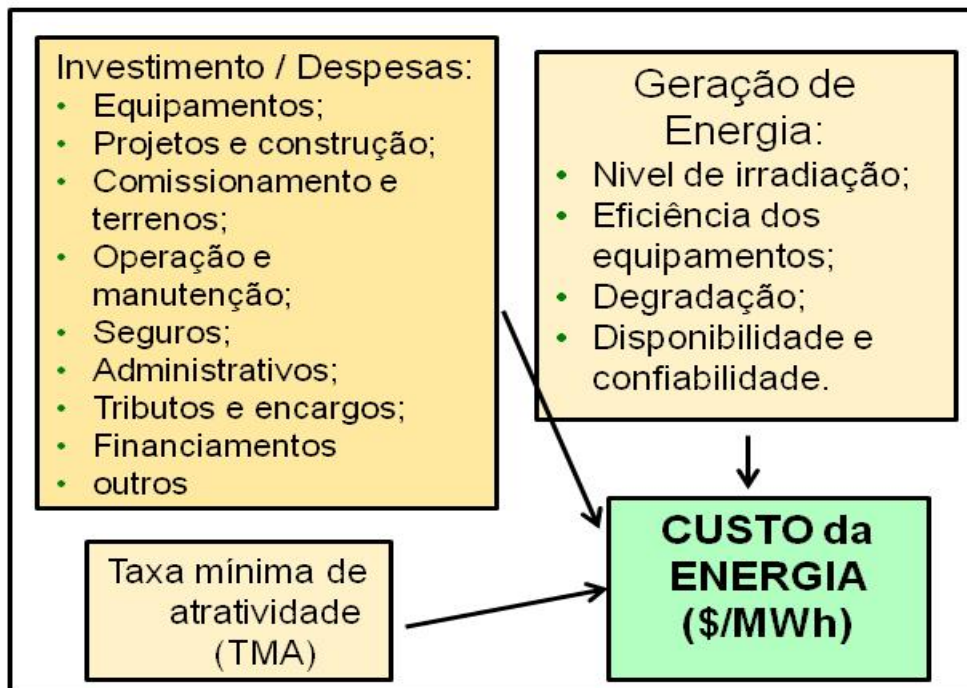 Investimento / Despesas:
• Equipamentos;
• Projetos e construção;
• Comissionamento e
terrenos;
• Operação e
manutenção;
• Seguros;
• Administrativos;
• Tributos e encargos;
• Financiamentos
• outros
Geração de
Energia:
• Nivel de irradiação;
• Eficiência dos
equipamentos;
• Degradação;
• Disponibilidade e
confiabilidade.
Taxa mínima de
atratividade
(TMA)
CUSTO da
ENERGIA
($/MWh)